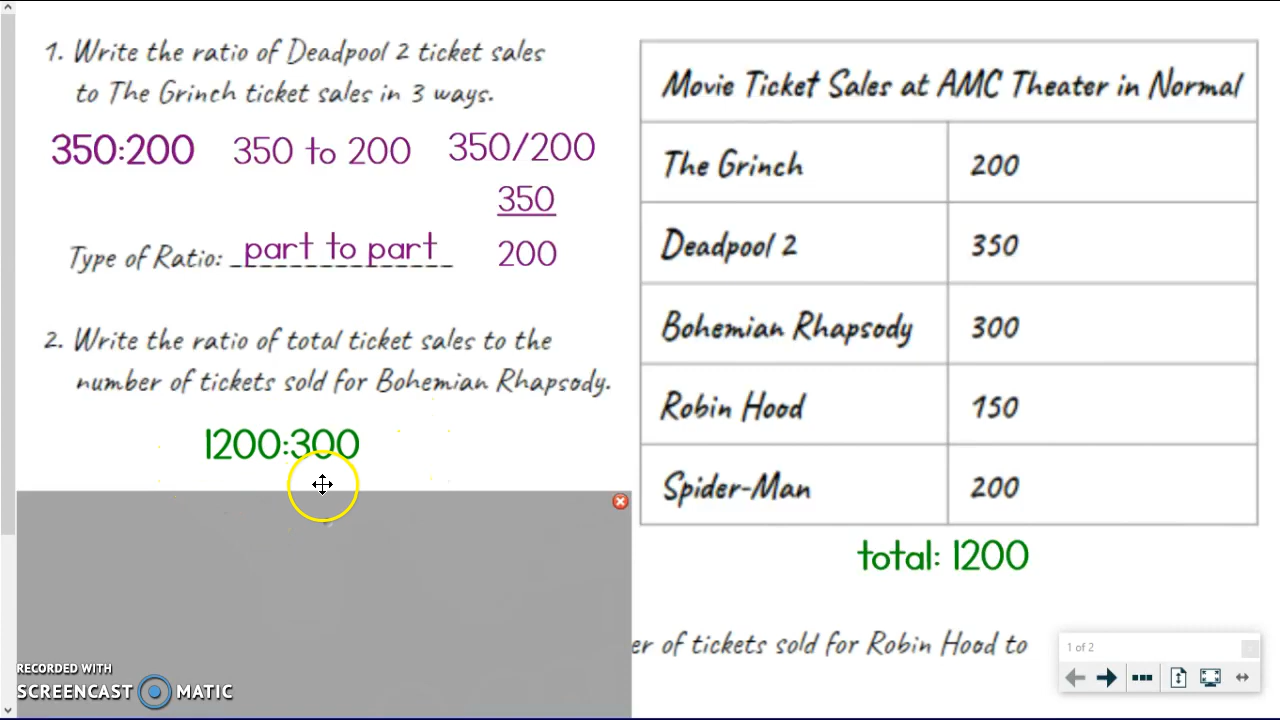 1. Write the ratio of Deadpool 2 ticket sales
to The Grinch ticket sales in 3 ways.
350:200 350 to 200 350/200
350
200
Type of Ratio: part to part
2. Write the ratio of total ticket sales to the
number of tickets sold for Bohemian Rhapsody.
1200:300
Movie Ticket Sales at AMC Theater in Normal
The Grinch 200
Deadpool 2 350
Bohemian Rhapsody 300
Robin Hood 150
Spider-Man 200
total: 1200
er of tickets sold for Robin Hood to
1 of 2
RECORDED WITH
SCREENCAST MATIC